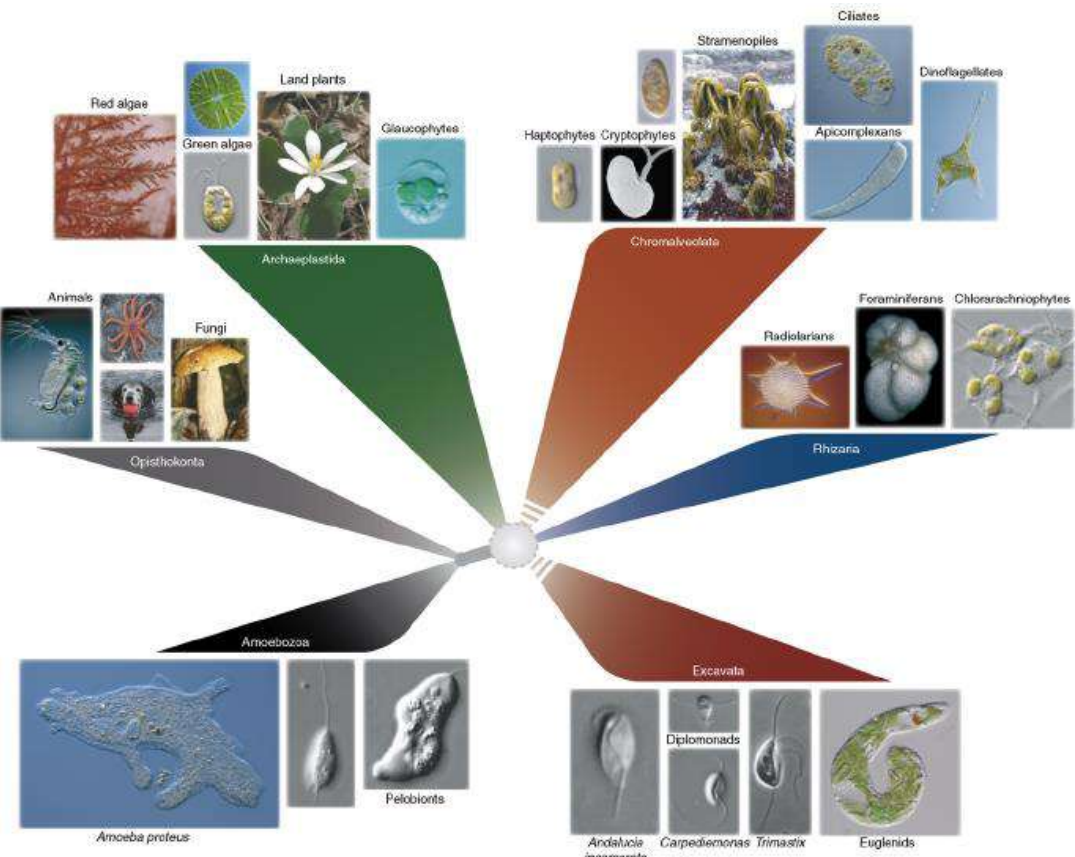 Ciliates
Stramenopiles
Dinoflagellates
Land plants
Red algae
Glaucophytes
Haptophytes
Cryptophytes
Apicomplexans
Green algae
Chromalveolata
Archaeplastida
Animals
Foraminiferans
Chlorarachniophytes
Fungi
Radiolarians
Rhizaria
Opisthokonta
Amoebozoa
Excavata
Diplomonads
Pelobionts
Amoeba proteus
Andalucia
Carpediemonas
Trimastix
Euglenids